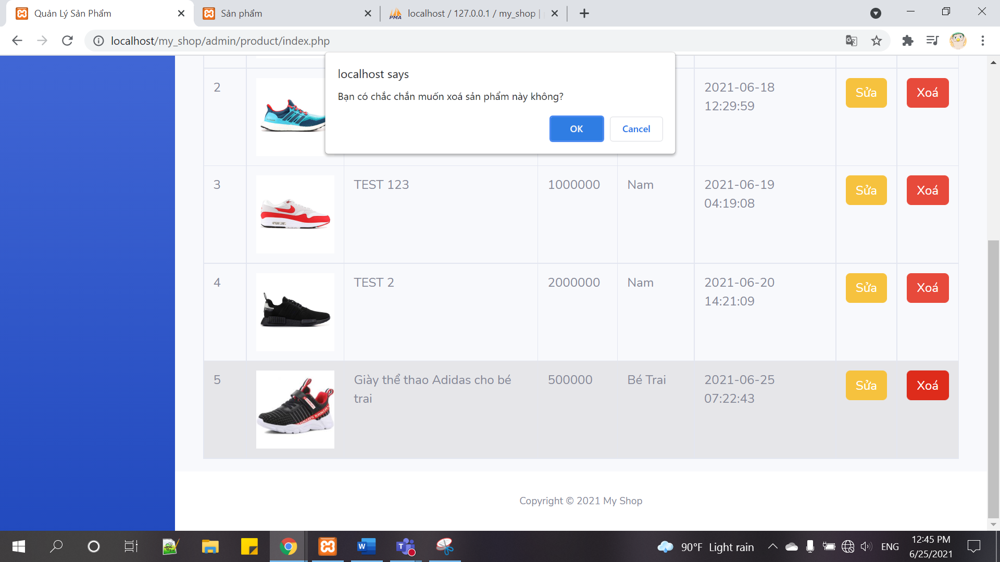 Quản Lý Sản Phẩm
Sản phẩm
localhost / 127.0.0.1 / my_shop |
localhost/my_shop/admin/product/index.php
localhost says
Bạn có chắc chắn muốn xoá sản phẩm này không?
OK
Cancel
2
2021-06-18
12:29:59
Sửa
Xoá
3
TEST 123
1000000
Nam
2021-06-19
04:19:08
Sửa
Xoá
4
TEST 2
2000000
Nam
2021-06-20
14:21:09
Sửa
Xoá
5
Giày thể thao Adidas cho bé
trai
500000
Bé Trai
2021-06-25
07:22:43
Sửa
Xoá
Copyright © 2021 My Shop
90°F Light rain
ENG
12:45 PM
6/25/2021